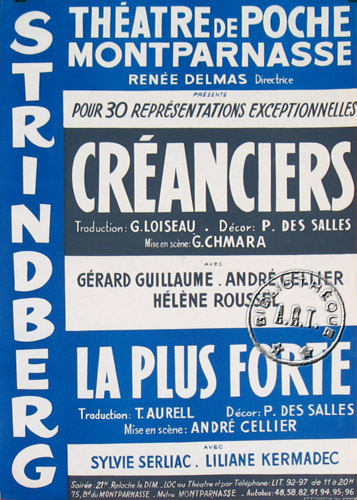 STRINDBERG
THÉATRE DE POCHE
MONTPARNASSE
RENÉE DELMAS Directrice
PRÉSENTE
POUR 30 REPRÉSENTATIONS EXCEPTIONNELLES
CRÉANCIERS
Traduction: G. LOISEAU . Décor: P. DES SALLES
Mise en scène: G. CHMARA
AVEC
GÉRARD GUILLAUME . ANDRÉ CELLIER
HÉLÈNE ROUSSEL
BIBLIOTHÈQUE
A.R.T.
LA PLUS FORTE
Traduction: T. AURELL Décor: P. DES SALLES
Mise en scène: ANDRÉ CELLIER
AVEC
SYLVIE SERLIAC . LILIANE KERMADEC
Soirée: 21H. Relache le DIM. LOC au Théatre et par Téléphone: LIT. 92-97 de 11 à 20H.
75, Bd du MONTPARNASSE . Métro MONTPARNASSE . Autobus: 48, 58, 82, 91, 94, 95, 96